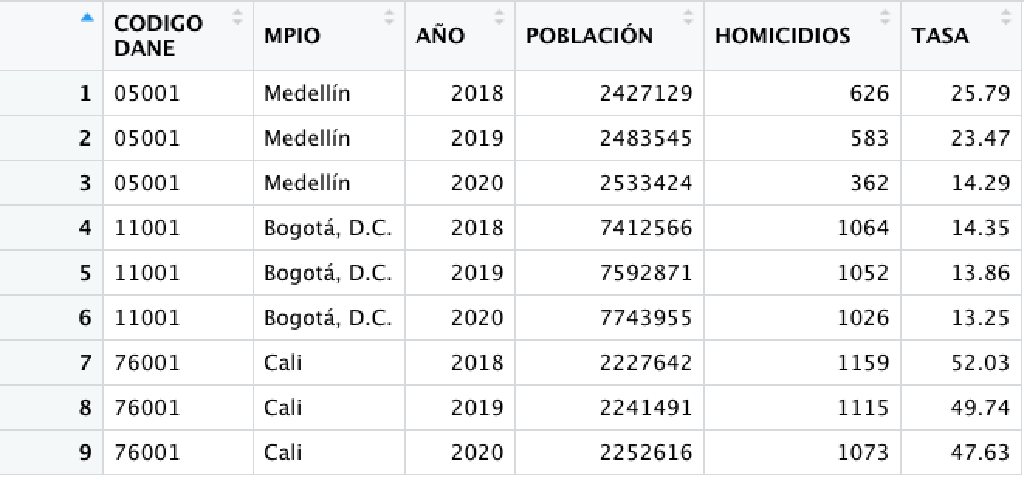 CODIGO DANE MPIO AÑO POBLACIÓN HOMICIDIOS TASA
1 05001 Medellín 2018 2427129 626 25.79
2 05001 Medellín 2019 2483545 583 23.47
3 05001 Medellín 2020 2533424 362 14.29
4 11001 Bogotá, D.C. 2018 7412566 1064 14.35
5 11001 Bogotá, D.C. 2019 7592871 1052 13.86
6 11001 Bogotá, D.C. 2020 7743955 1026 13.25
7 76001 Cali 2018 2227642 1159 52.03
8 76001 Cali 2019 2241491 1115 49.74
9 76001 Cali 2020 2252616 1073 47.63